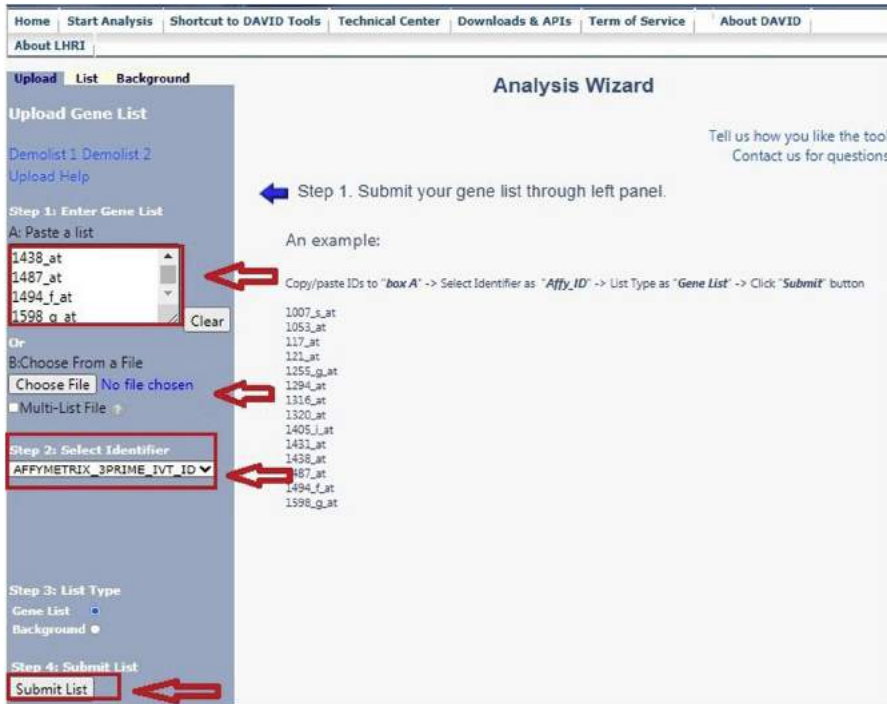 Home Start Analysis Shortcut to DAVID Tools Technical Center Downloads & APIs Term of Service About DAVID
About LHRI
Upload List Background
Analysis Wizard
Upload Gene List
Tell us how you like the tool
Contact us for questions
Demolist 1 Demolist 2
Upload Help
Step 1. Submit your gene list through left panel.
Step 1: Enter Gene List
A: Paste a list
1438_at
1487_at
1494_f_at
1598_g_at
Clear
An example:
Copy/paste IDs to "box A" -> Select Identifier as "Affy_ID" -> List Type as "Gene List" -> Click "Submit" button
1007_s_at
1053_at
117_at
121_at
1255_g_at
1294_at
1316_at
1320_at
1405_i_at
1431_at
1438_at
1487_at
1494_f_at
1598_g_at
Or
B:Choose From a File
Choose File No file chosen
Multi-List File ?
Step 2: Select Identifier
AFFYMETRIX_3PRIME_IVT_ID
Step 3: List Type
Gene List
Background
Step 4: Submit List
Submit List